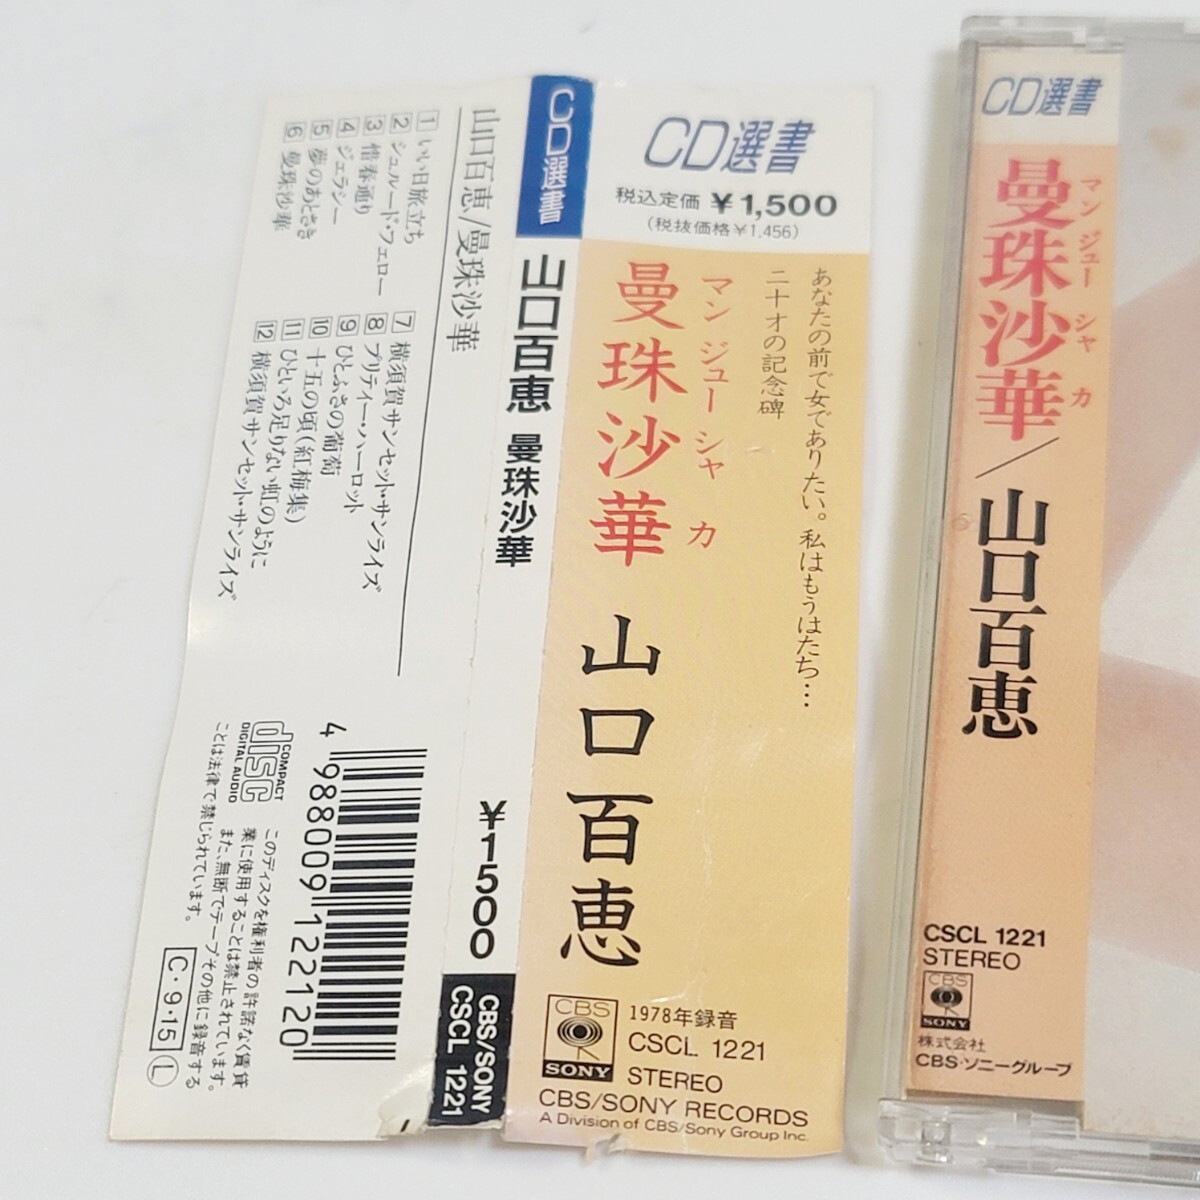 山口百恵/曼珠沙華
1 いい日旅立ち
2 シュルード・フェロー
3 惜春通り
4 ジェラシー
5 夢のあとさき
6 曼珠沙華
7 横須賀サンセット・サンライズ
8 プリティー・ハーロット
9 ひとふさの葡萄
10 十五の頃(紅梅集)
11 ひといろ足りない虹のように
12 横須賀サンセット・サンライズ
COMPACT
disc
DIGITAL AUDIO
このディスクを権利者の許諾なく賃貸
業に使用することは禁止されています。
また、無断でテープその他に録音する
ことは法律で禁じられています。
C・9・15 L
4 988009 122120
CD選書
山口百恵 曼珠沙華
¥1500
CBS/SONY
CSCL 1221
CD選書
税込定価 ¥1,500
(税抜価格¥1,456)
あなたの前で女でありたい。私はもうはたち…
二十才の記念碑
マンジューシャカ
曼珠沙華 山口百恵
CBS
SONY
1978年録音
CSCL 1221
STEREO
CBS/SONY RECORDS
A Division of CBS/Sony Group Inc.
CD選書
マンジューシャカ
曼珠沙華/山口百恵
CSCL 1221
STEREO
CBS
SONY
株式会社
CBS・ソニーグループ